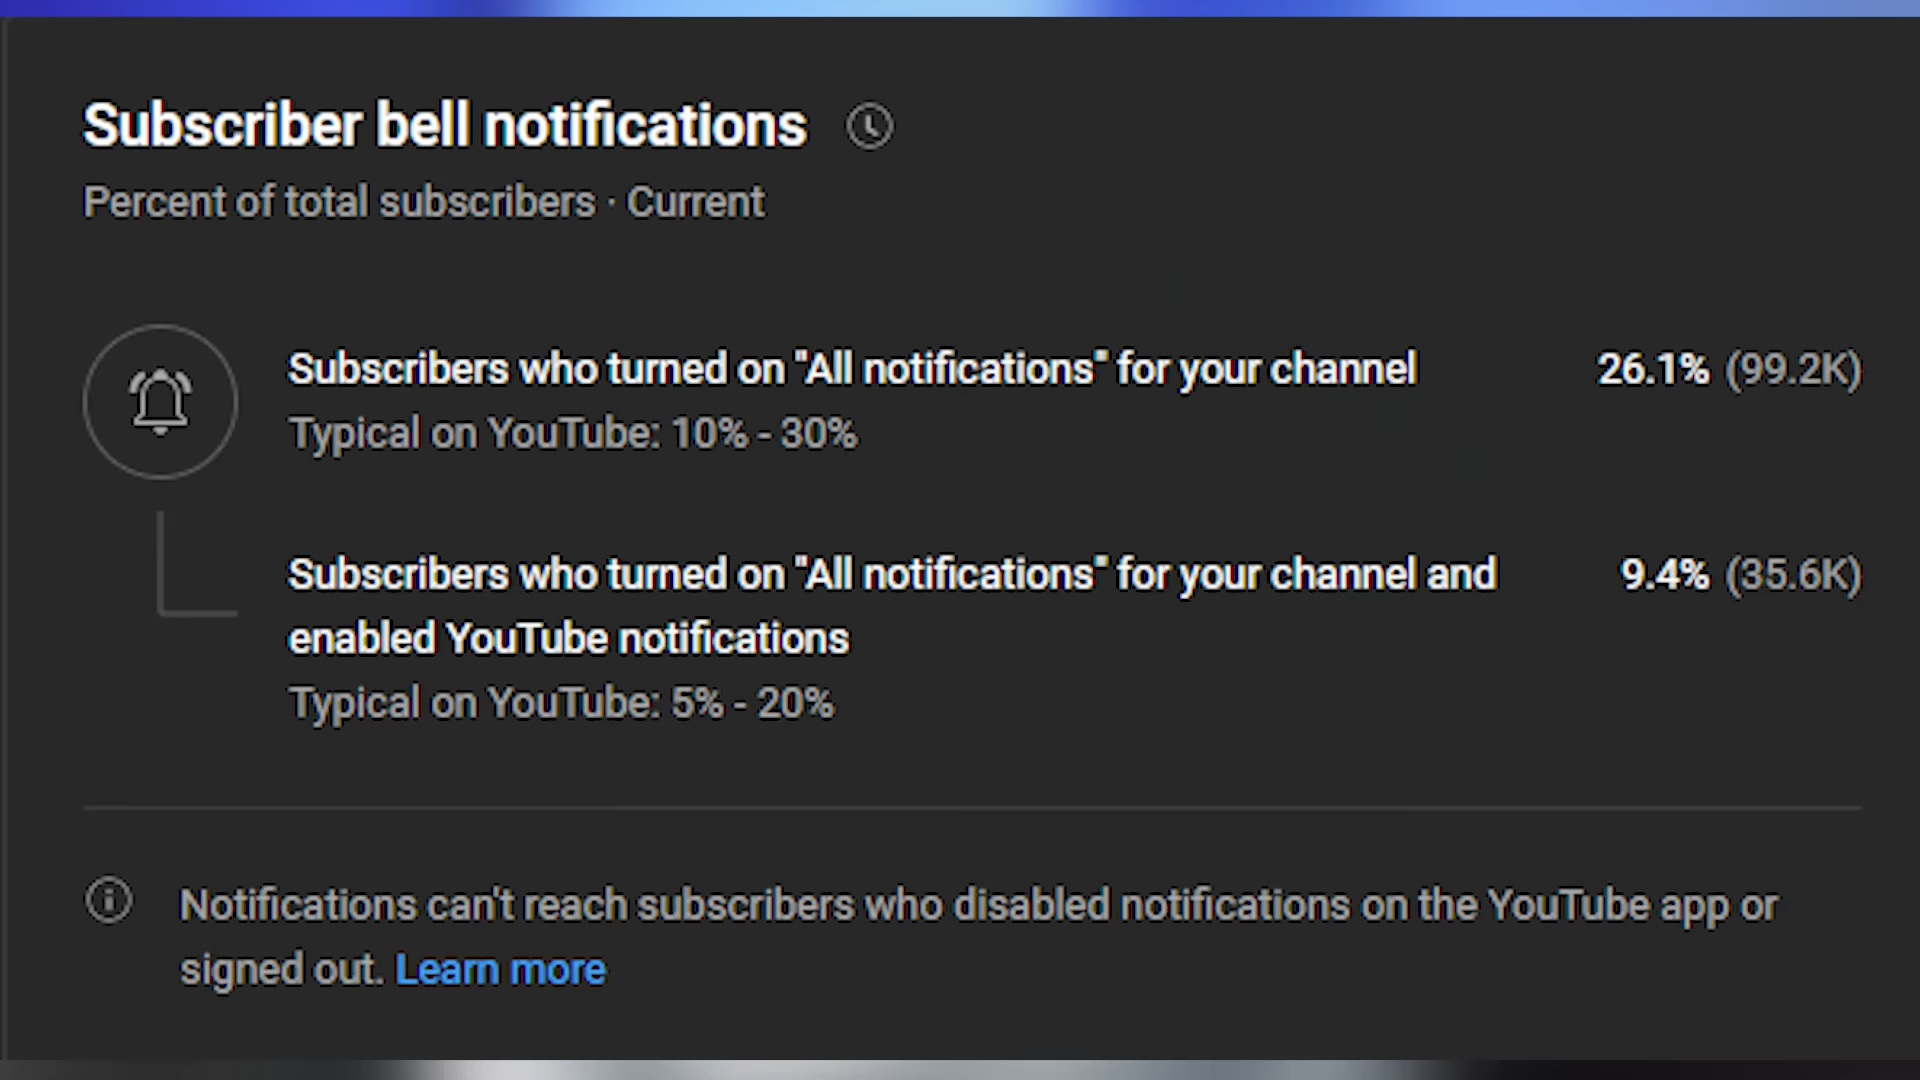 Subscriber bell notifications
Percent of total subscribers · Current
Subscribers who turned on "All notifications" for your channel 26.1% (99.2K)
Typical on YouTube: 10% - 30%
Subscribers who turned on "All notifications" for your channel and 9.4% (35.6K)
enabled YouTube notifications
Typical on YouTube: 5% - 20%
Notifications can't reach subscribers who disabled notifications on the YouTube app or
signed out. Learn more